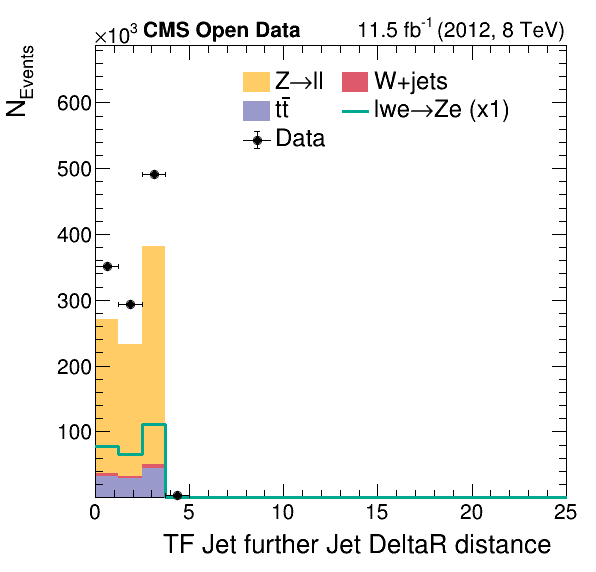 ×10³ CMS Open Data 11.5 fb⁻¹ (2012, 8 TeV)
N_Events
Z→ll W+jets
tt̄ lwe→Ze (x1)
Data
600
500
400
300
200
100
0 5 10 15 20 25
TF Jet further Jet DeltaR distance